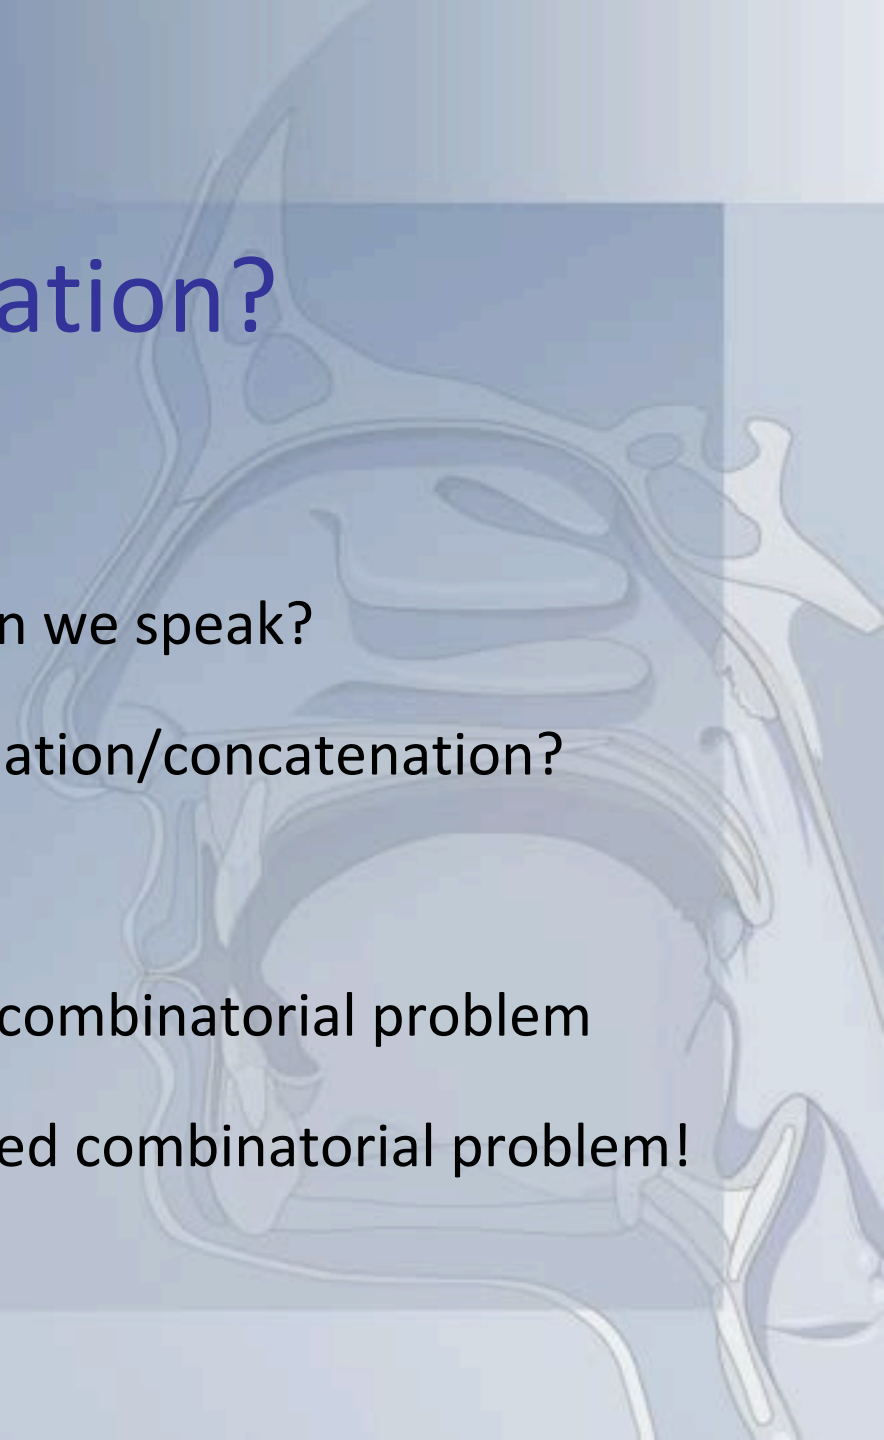 ation?
n we speak?
ation/concatenation?
combinatorial problem
ed combinatorial problem!